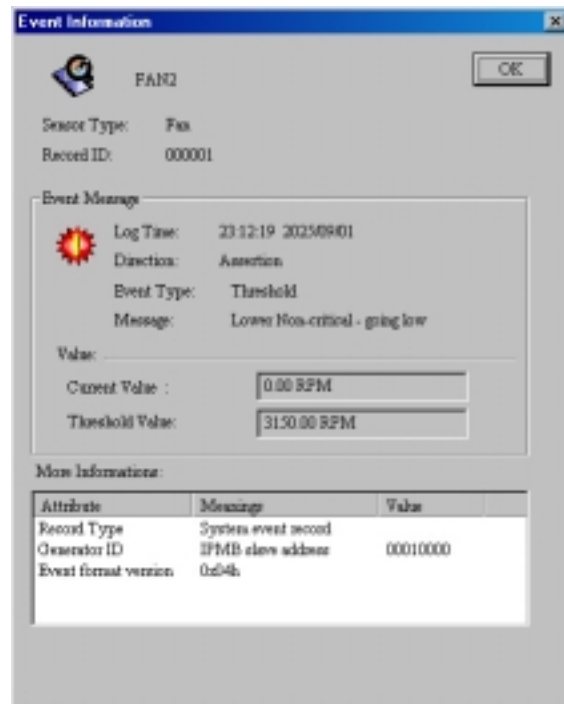 Event Information
FAN2
OK
Sensor Type: Fan
Record ID: 000001
Event Message
Log Time: 23:12:19 2025/09/01
Direction: Assertion
Event Type: Threshold
Message: Lower Non-critical - going low
Value:
Current Value : 0.00 RPM
Threshold Value: 3150.00 RPM
More Informations:
Attribute Meanings Value
Record Type System event record
Generator ID IPMB slave address 00010000
Event format version 0x04h